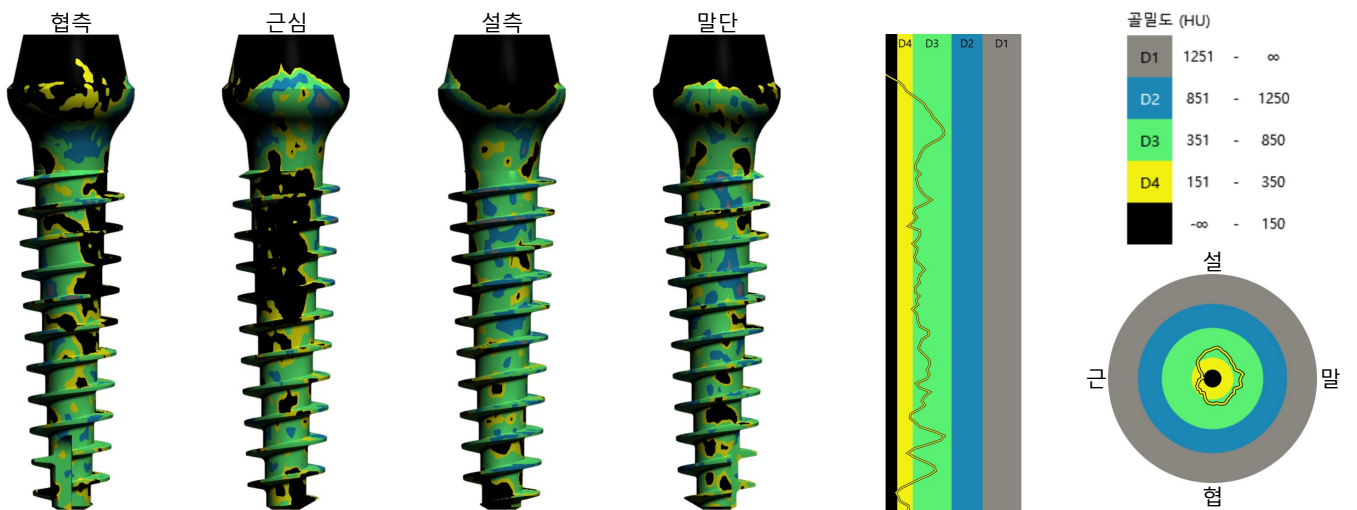 협측
근심
설측
말단
D4 D3 D2 D1
골밀도 (HU)
D1 1251 - ∞
D2 851 - 1250
D3 351 - 850
D4 151 - 350
-∞ - 150
설
근
말
협